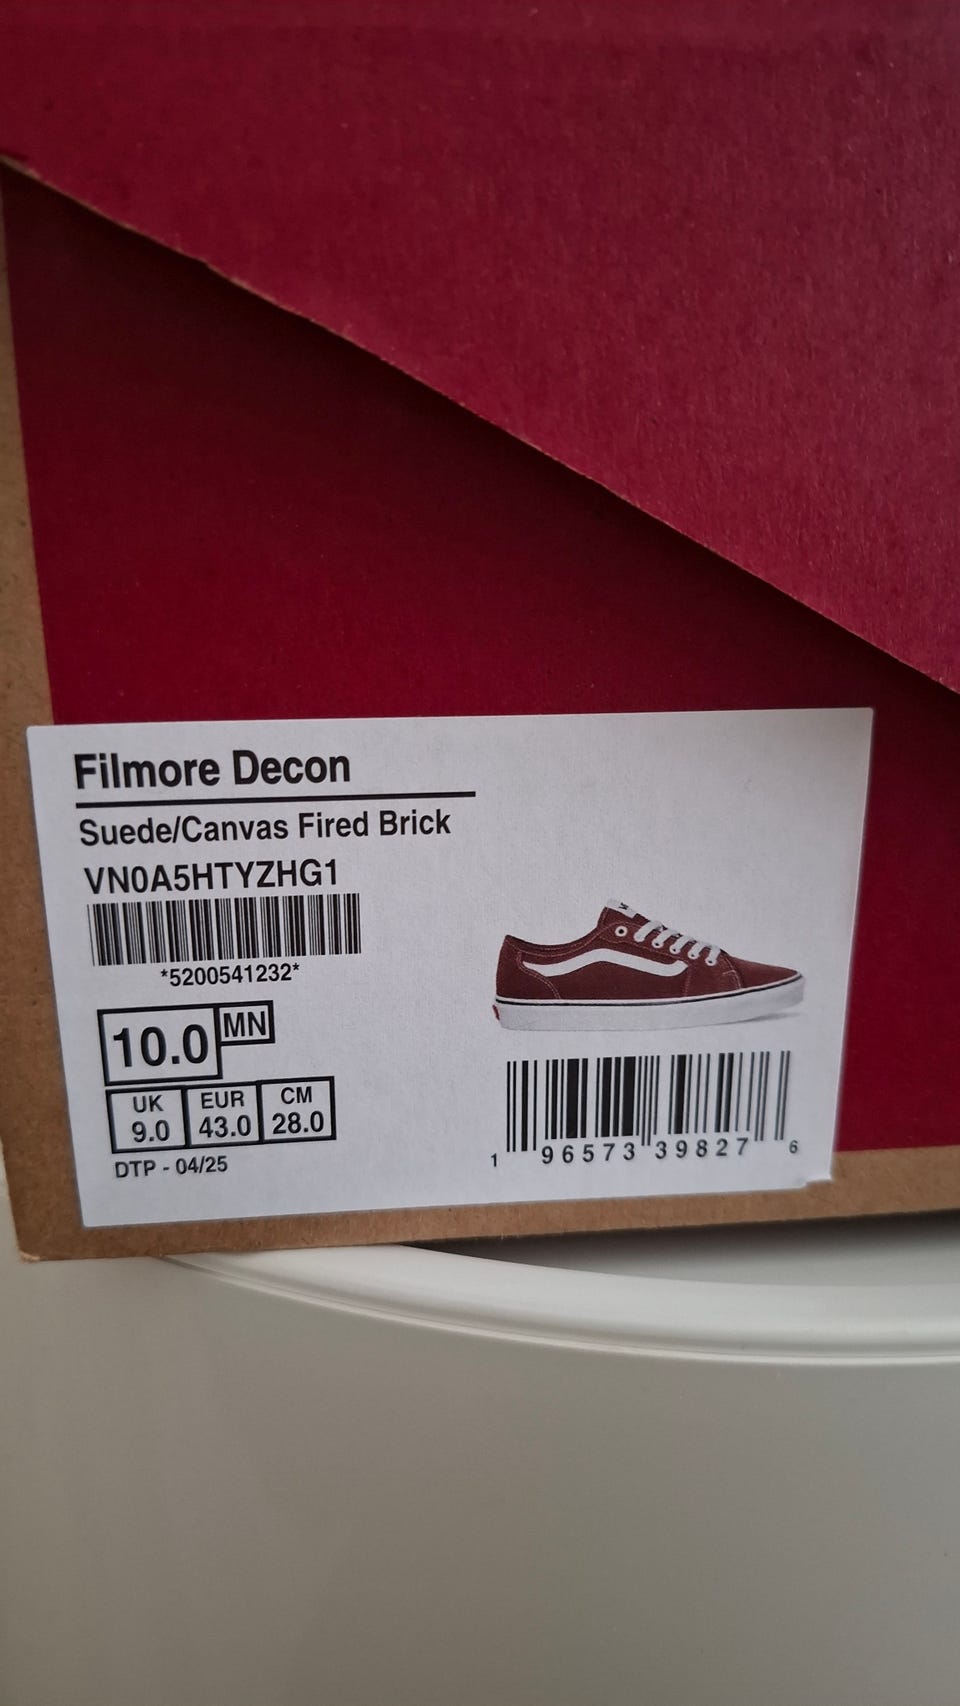 Filmore Decon
Suede/Canvas Fired Brick
VN0A5HTYZHG1
*5200541232*
10.0 MN
UK EUR CM
9.0 43.0 28.0
DTP - 04/25
1 96573 39827 6